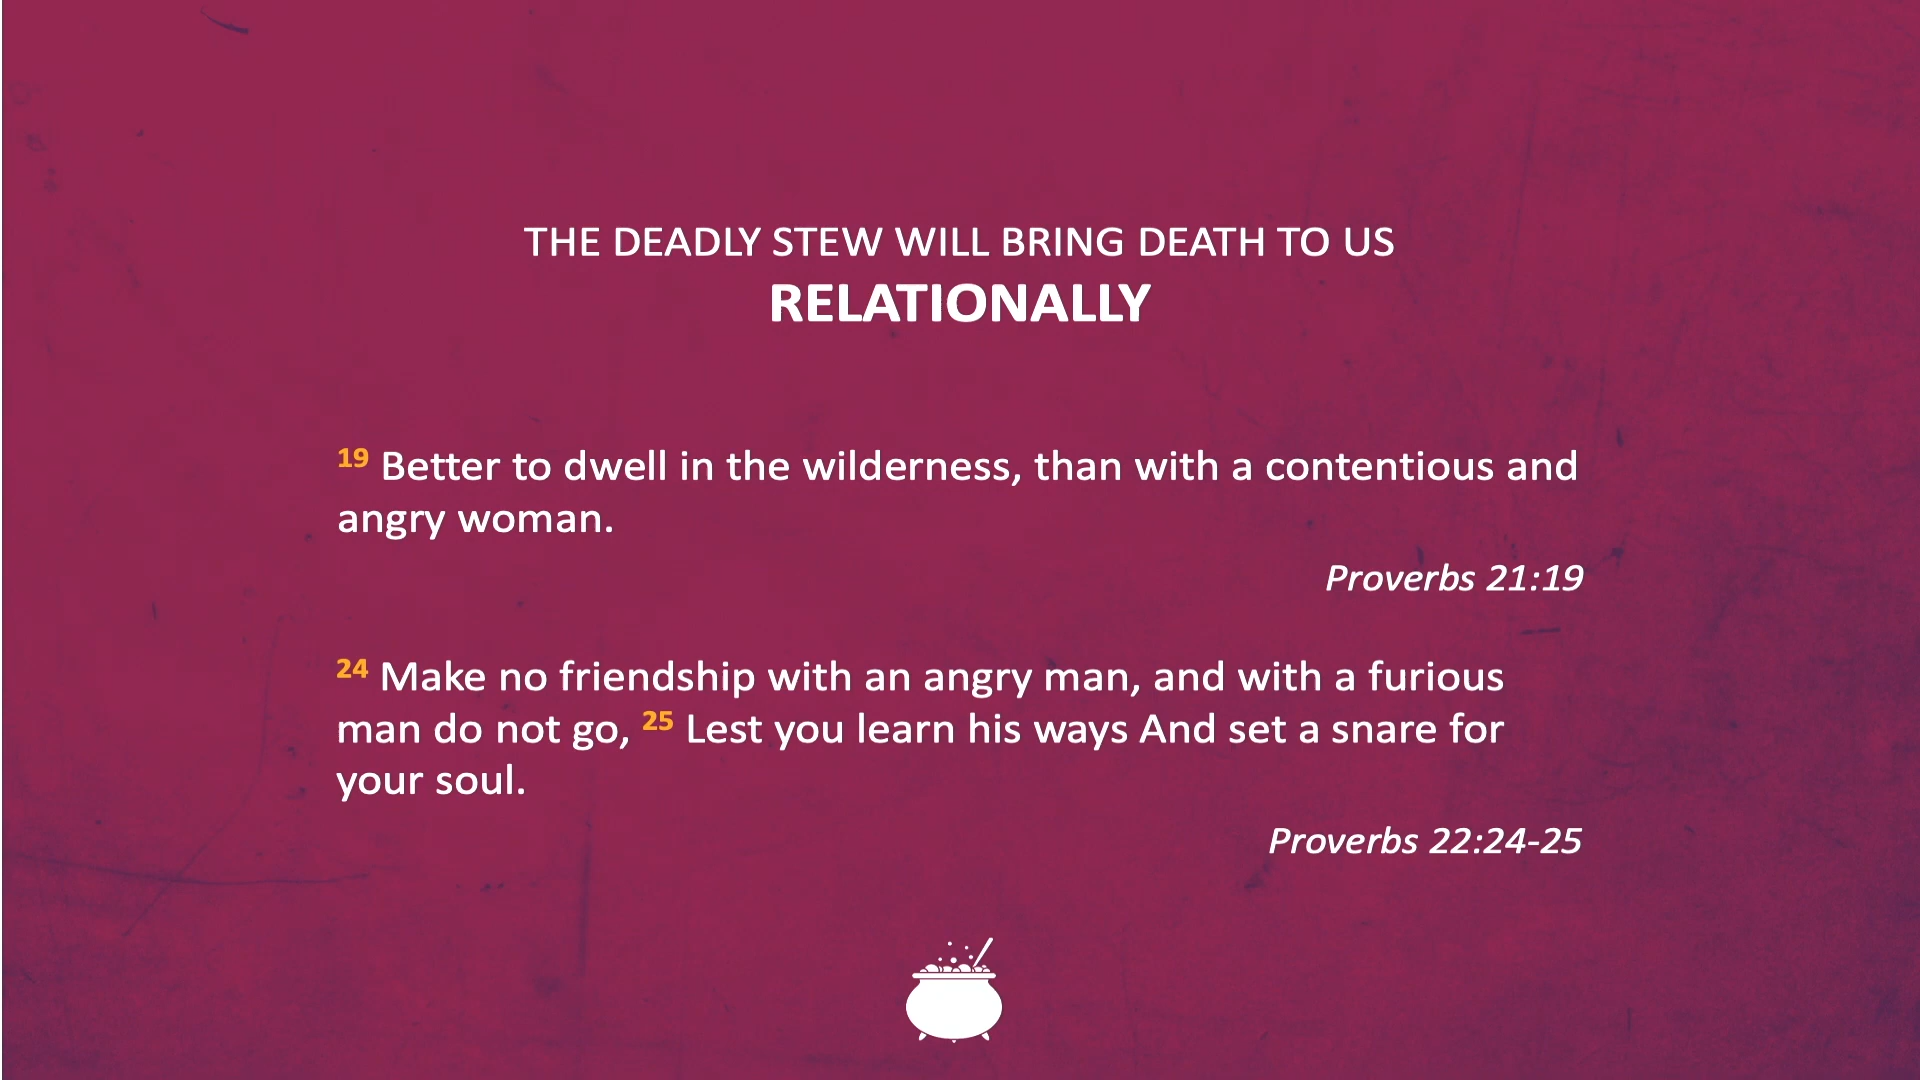 THE DEADLY STEW WILL BRING DEATH TO US
RELATIONALLY
19 Better to dwell in the wilderness, than with a contentious and
angry woman.
Proverbs 21:19
24 Make no friendship with an angry man, and with a furious
man do not go, 25 Lest you learn his ways And set a snare for
your soul.
Proverbs 22:24-25